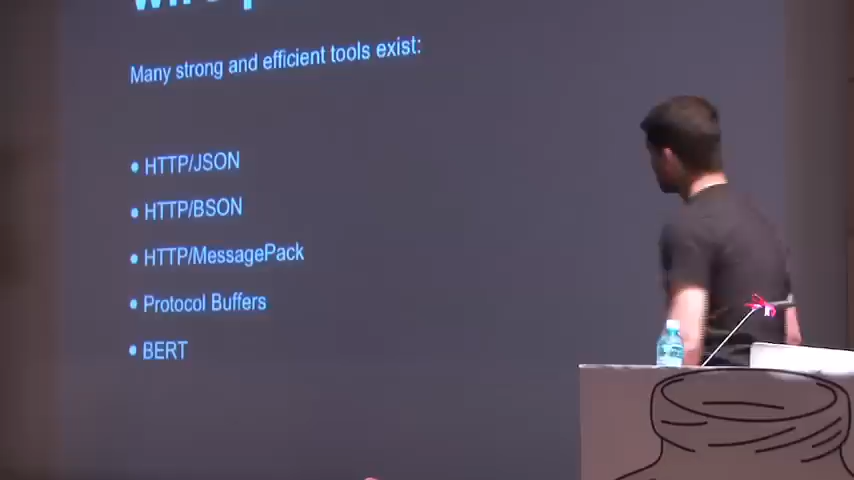 Many strong and efficient tools exist:
• HTTP/JSON
• HTTP/BSON
• HTTP/MessagePack
• Protocol Buffers
• BERT